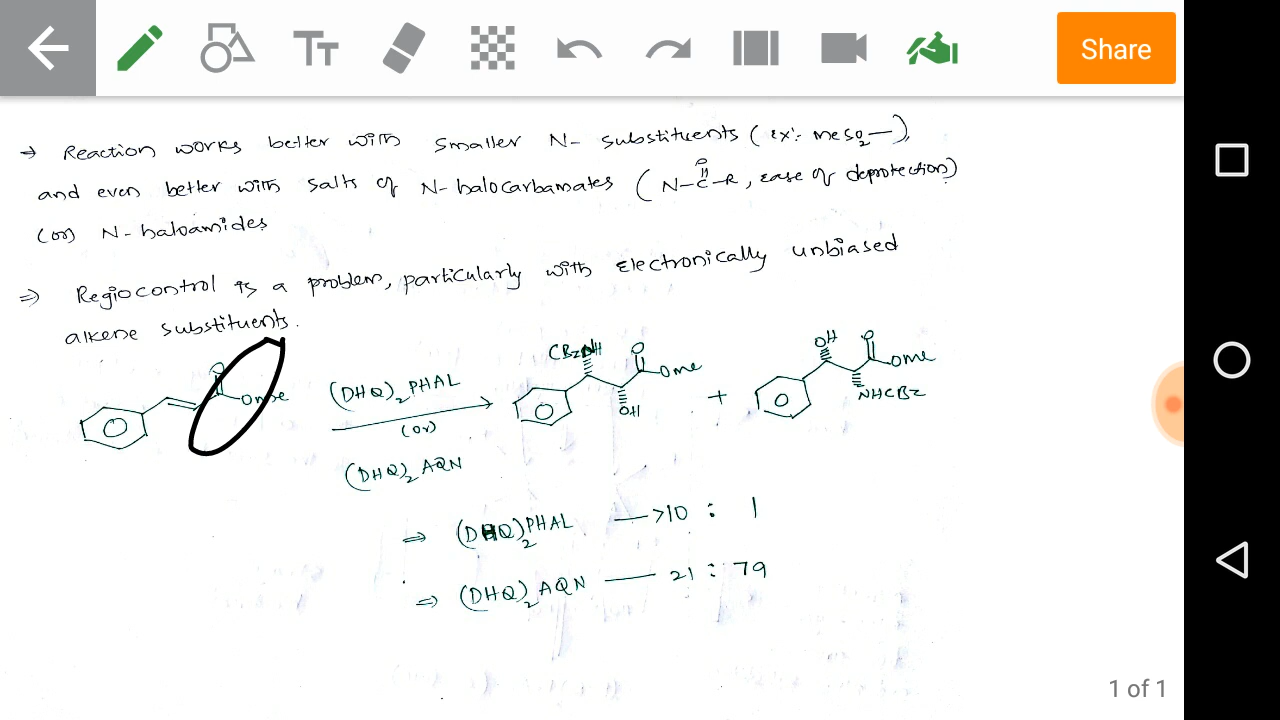 Share
→ Reaction works better with smaller N- substituents (ex: meso2—),
and even better with salts of N-halocarbamates (N-C-R, ease of deprotection)
O
(or) N-haloamides
⇒ Regiocontrol is a problem, particularly with electronically unbiased
alkene substituents.
O
OMe
(DHQ)2PHAL
(or)
(DHQ)2AQN
CBzNH
O
OMe
OH
+
OH
O
OMe
NHCBz
⇒ (DHQ)2PHAL — >10 : 1
⇒ (DHQ)2AQN — 21 : 79
1 of 1